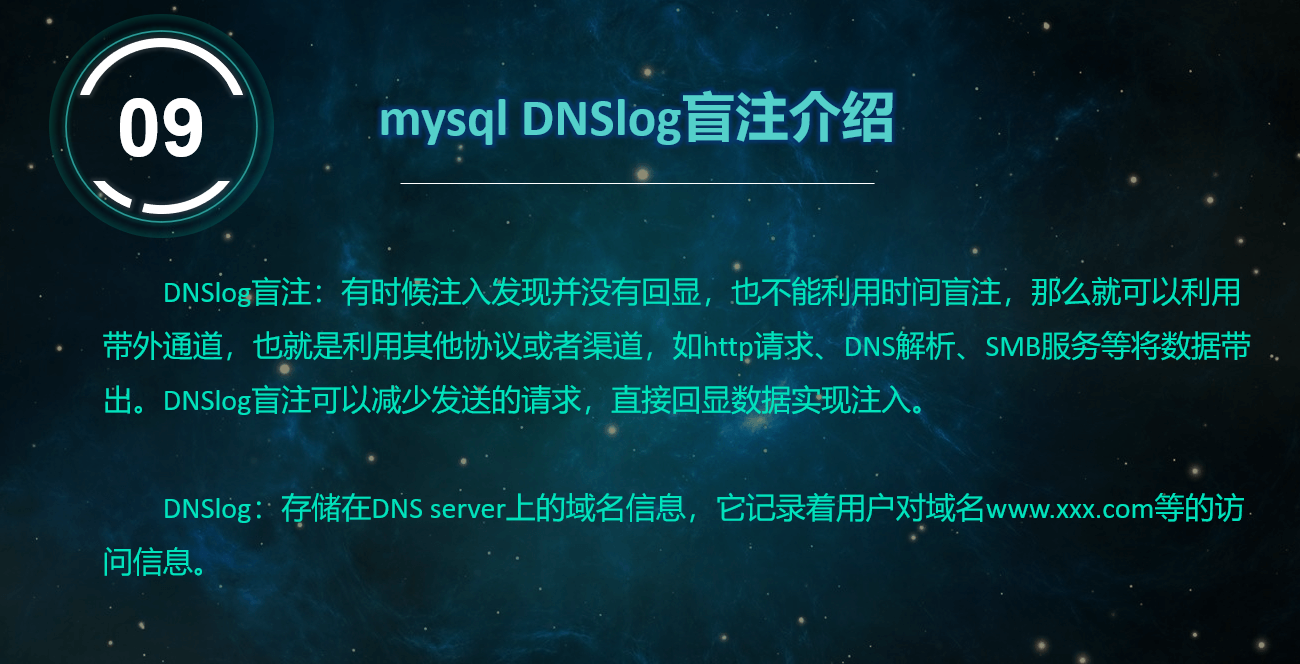 09
mysql DNSlog盲注介绍
DNSlog盲注：有时候注入发现并没有回显，也不能利用时间盲注，那么就可以利用
带外通道，也就是利用其他协议或者渠道，如http请求、DNS解析、SMB服务等将数据带
出。DNSlog盲注可以减少发送的请求，直接回显数据实现注入。
DNSlog：存储在DNS server上的域名信息，它记录着用户对域名www.xxx.com等的访
问信息。